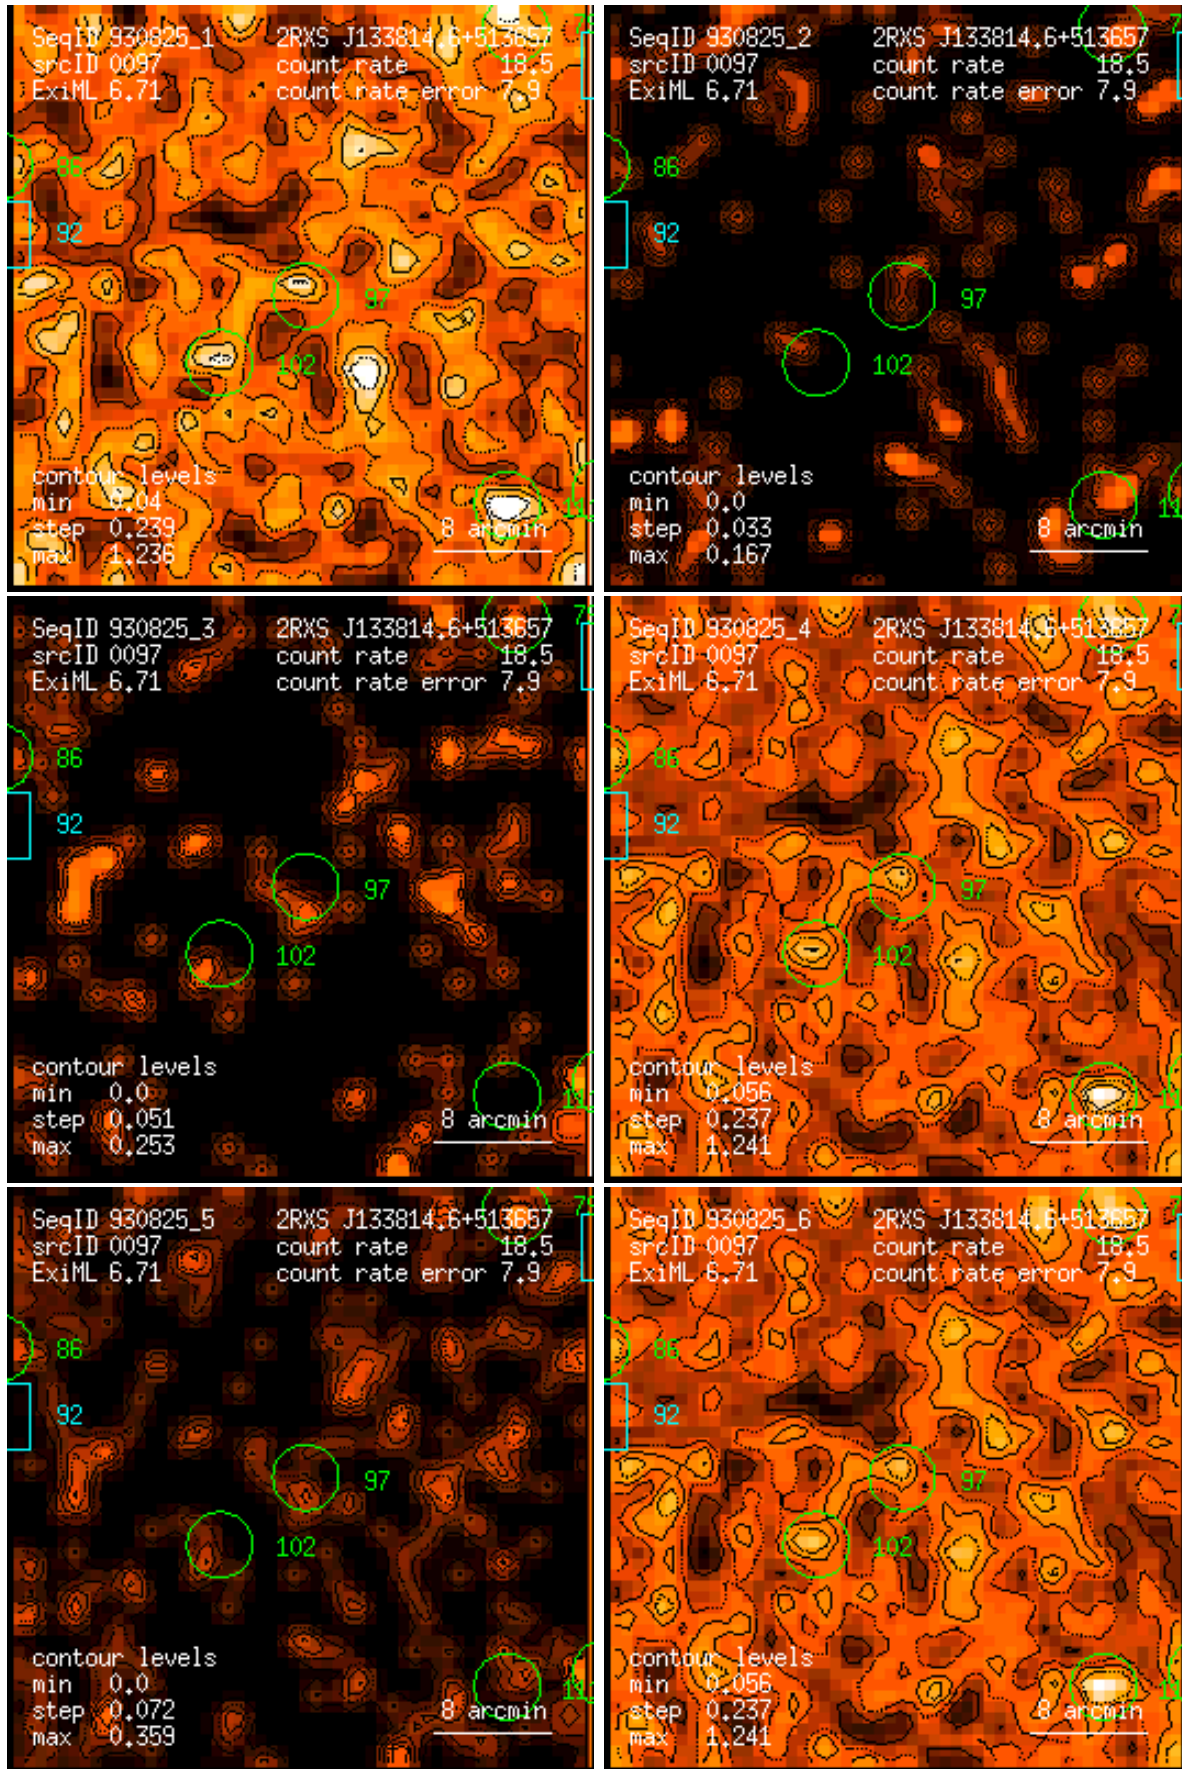 SeqID 930825_1 2RXS J133814.6+513657
srcID 0097 count rate 18.5
ExiML 6.71 count rate error 7.9
86
92
97
102
contour levels
min 0.04
step 0.239
max 1.236
8 arcmin
SeqID 930825_2 2RXS J133814.6+513657
srcID 0097 count rate 18.5
ExiML 6.71 count rate error 7.9
86
92
97
102
contour levels
min 0.0
step 0.033
max 0.167
8 arcmin
SeqID 930825_3 2RXS J133814.6+513657
srcID 0097 count rate 18.5
ExiML 6.71 count rate error 7.9
86
92
97
102
contour levels
min 0.0
step 0.051
max 0.253
8 arcmin
SeqID 930825_4 2RXS J133814.6+513657
srcID 0097 count rate 18.5
ExiML 6.71 count rate error 7.9
86
92
97
102
contour levels
min 0.056
step 0.237
max 1.241
8 arcmin
SeqID 930825_5 2RXS J133814.6+513657
srcID 0097 count rate 18.5
ExiML 6.71 count rate error 7.9
86
92
97
102
contour levels
min 0.0
step 0.072
max 0.359
8 arcmin
SeqID 930825_6 2RXS J133814.6+513657
srcID 0097 count rate 18.5
ExiML 6.71 count rate error 7.9
86
92
97
102
contour levels
min 0.056
step 0.237
max 1.241
8 arcmin